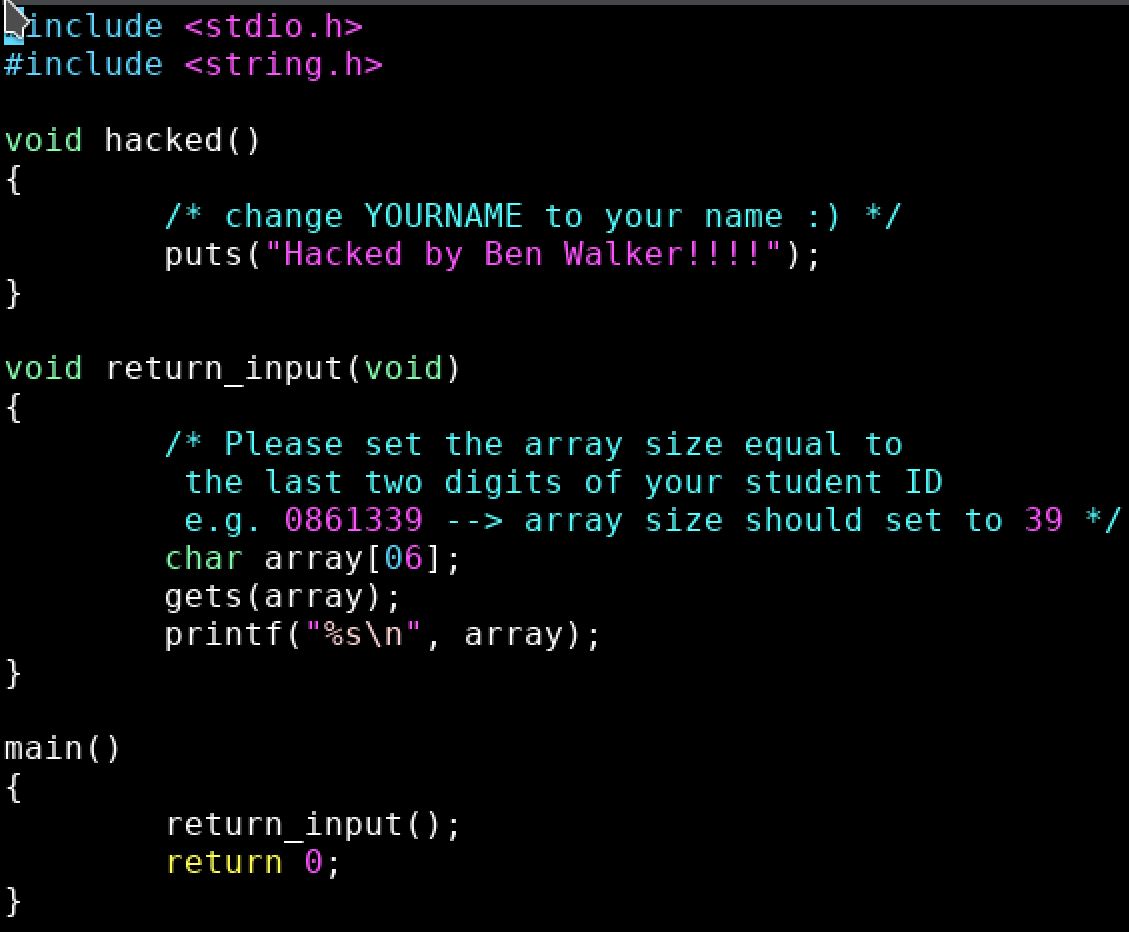 #include <stdio.h>
#include <string.h>
void hacked()
{
/* change YOURNAME to your name :) */
puts("Hacked by Ben Walker!!!!");
}
void return_input(void)
{
/* Please set the array size equal to
the last two digits of your student ID
e.g. 0861339 --> array size should set to 39 */
char array[06];
gets(array);
printf("%s\n", array);
}
main()
{
return_input();
return 0;
}